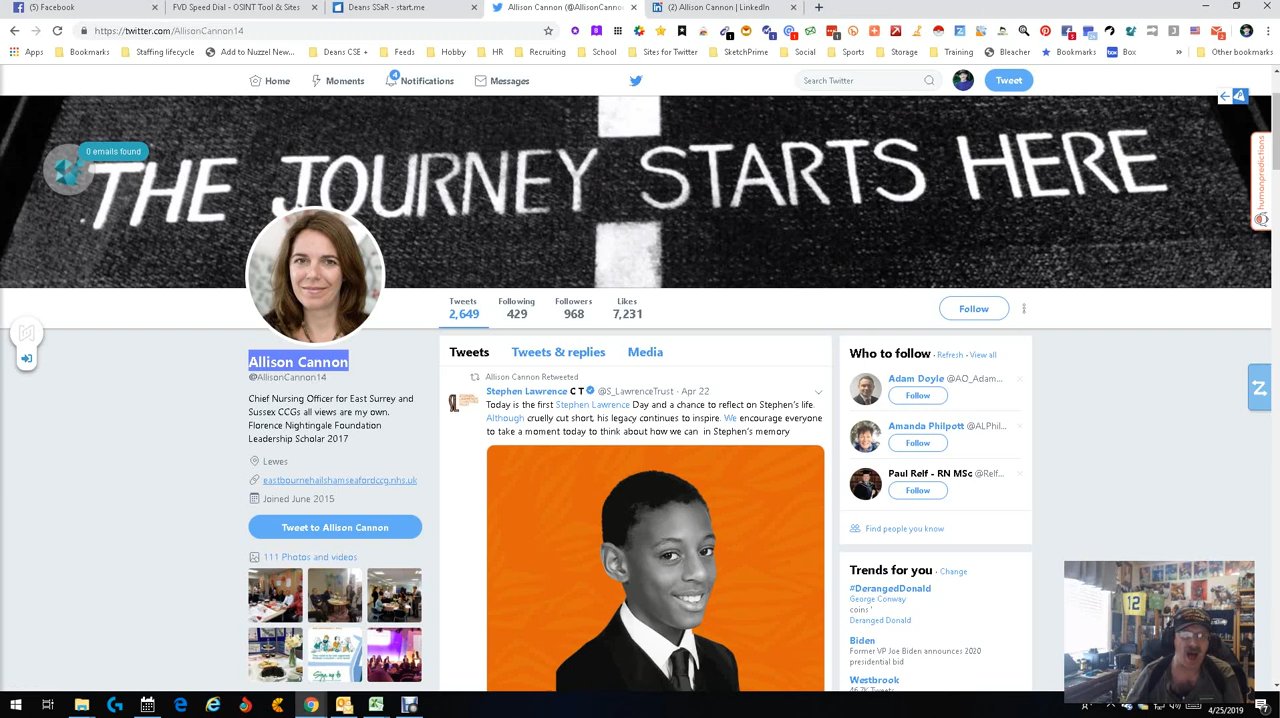 Facebook
FVD Speed Dial - OSINT Tool & Sites
Deans SSaR - start.me
Allison Cannon (@AllisonCanno
(2) Allison Cannon | LinkedIn
https://twitter.com/AllisonCannon14
Apps Bookmarks Staffing lifecycle Add to Nuzzel New... Deans CSE Feeds Hobby HR Recruiting School Sites for Twitter SketchPrime Social Sports Storage Training Bleacher Bookmarks Box » Other bookmarks
Home Moments 4 Notifications Messages Search Twitter Tweet
0 emails found
THE JOURNEY STARTS HERE
humanpredictions
Tweets Following Followers Likes
2,649 429 968 7,231
Follow
Allison Cannon
@AllisonCannon14
Chief Nursing Officer for East Surrey and
Sussex CCGs all views are my own.
Florence Nightingale Foundation
Leadership Scholar 2017
Lewes
eastbournehailshamseafordccg.nhs.uk
Joined June 2015
Tweet to Allison Cannon
111 Photos and videos
Sign up
Tweets Tweets & replies Media
Allison Cannon Retweeted
Stephen Lawrence C T @S_LawrenceTrust · Apr 22
Today is the first Stephen Lawrence Day and a chance to reflect on Stephen's life.
Although cruelly cut short, his legacy continues to inspire. We encourage everyone
to take a moment today to think about how we can in Stephen's memory
Who to follow · Refresh · View all
Adam Doyle @AO_Adam...
Follow
Amanda Philpott @ALPhil...
Follow
Paul Relf - RN MSc @Relf...
Follow
Find people you know
Trends for you · Change
#DerangedDonald
George Conway
coins '
Deranged Donald
Biden
Former VP Joe Biden announces 2020
presidential bid
Westbrook
46.7K Tweets
12
4/25/2019